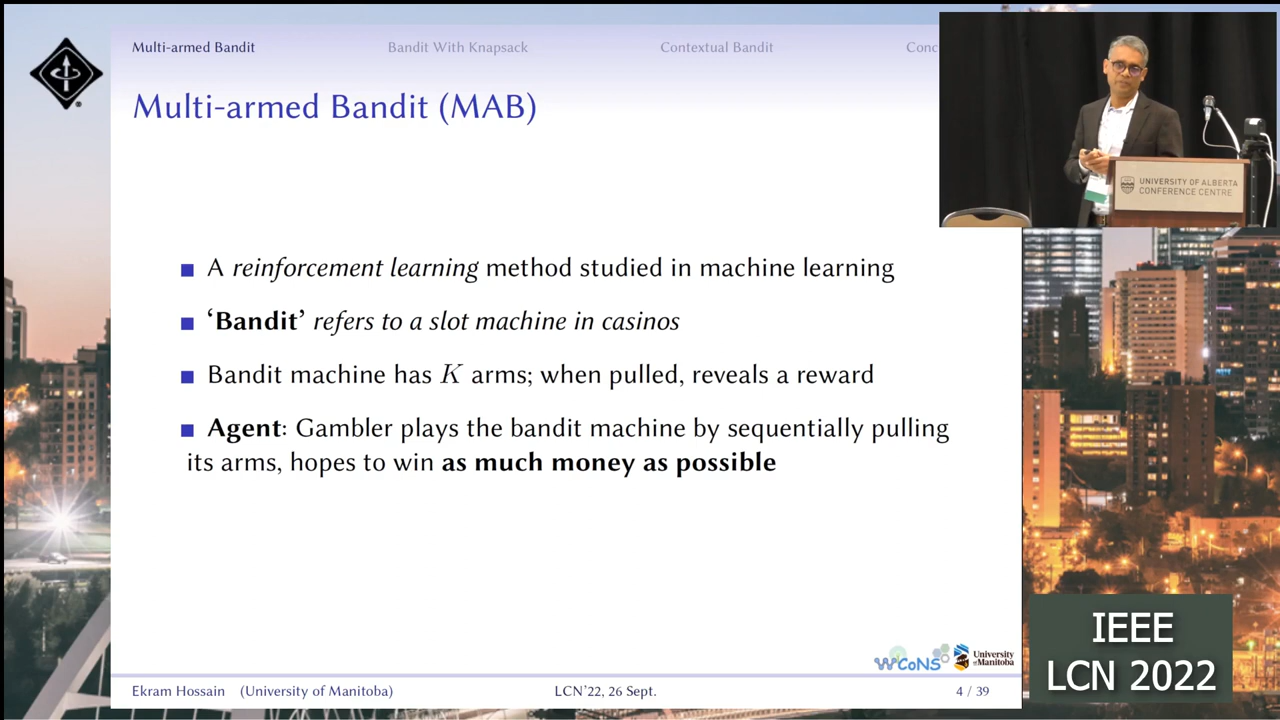 Multi-armed Bandit
Bandit With Knapsack
Contextual Bandit
Conc
Multi-armed Bandit (MAB)
A reinforcement learning method studied in machine learning
‘Bandit’ refers to a slot machine in casinos
Bandit machine has K arms; when pulled, reveals a reward
Agent: Gambler plays the bandit machine by sequentially pulling
its arms, hopes to win as much money as possible
UNIVERSITY OF ALBERTA
CONFERENCE CENTRE
WCoNS
University
of Manitoba
Ekram Hossain (University of Manitoba)
LCN’22, 26 Sept.
4 / 39
IEEE
LCN 2022